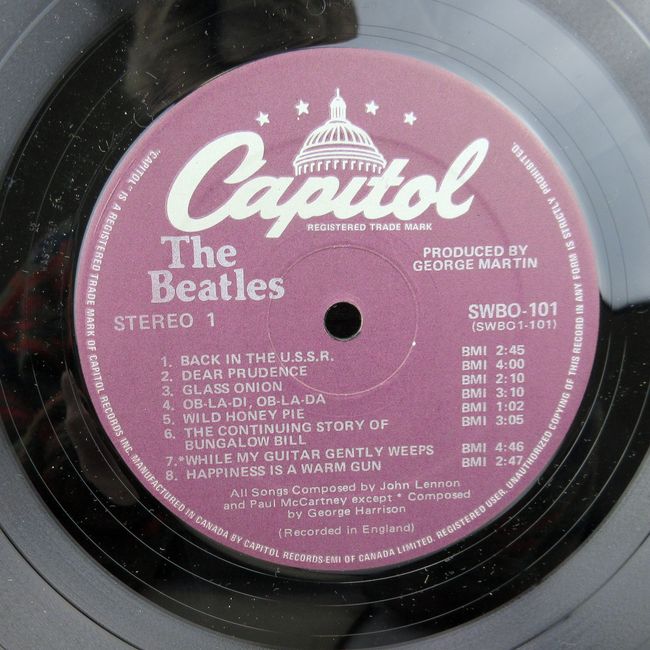 Capitol
REGISTERED TRADE MARK
The
Beatles
PRODUCED BY
GEORGE MARTIN
STEREO 1
SWBO-101
(SWBO1-101)
1. BACK IN THE U.S.S.R. BMI 2:45
2. DEAR PRUDENCE BMI 4:00
3. GLASS ONION BMI 2:10
4. OB-LA-DI, OB-LA-DA BMI 3:10
5. WILD HONEY PIE BMI 1:02
6. THE CONTINUING STORY OF BMI 3:05
BUNGALOW BILL
7.*WHILE MY GUITAR GENTLY WEEPS BMI 4:46
8. HAPPINESS IS A WARM GUN BMI 2:47
All Songs Composed by John Lennon
and Paul McCartney except * Composed
by George Harrison
(Recorded in England)
"CAPITOL" IS A REGISTERED TRADE MARK OF CAPITOL RECORDS INC. MANUFACTURED IN CANADA BY CAPITOL RECORDS-EMI OF CANADA LIMITED. REGISTERED USER. UNAUTHORIZED COPYING OF THIS RECORD IN ANY FORM IS STRICTLY PROHIBITED.